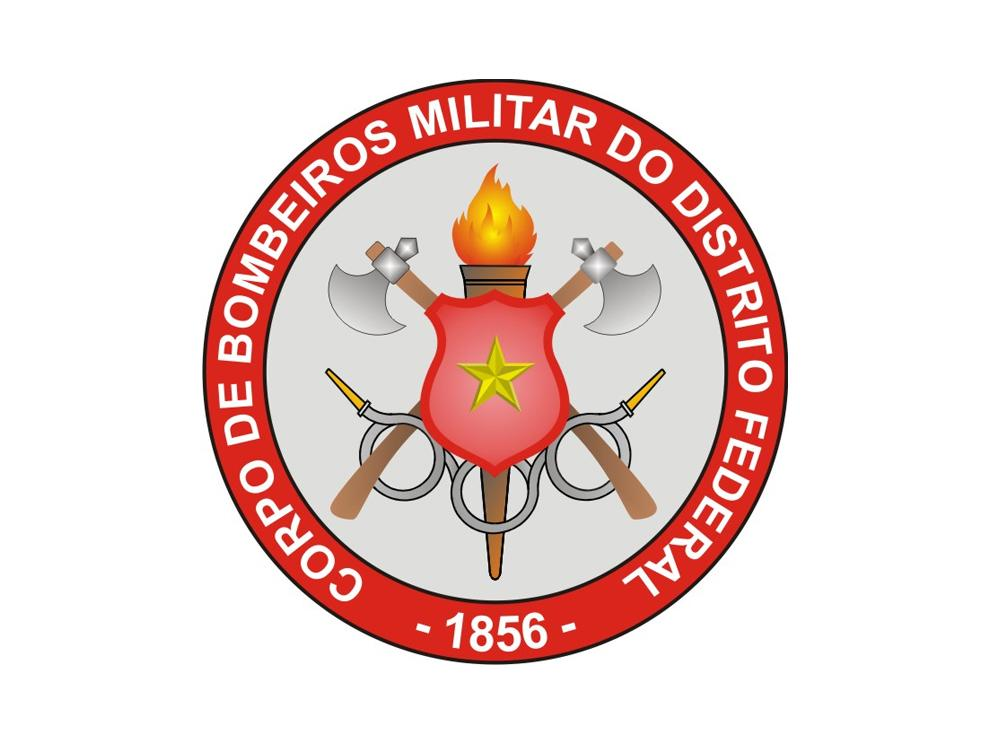 CORPO DE BOMBEIROS MILITAR DO DISTRITO FEDERAL
- 1856 -